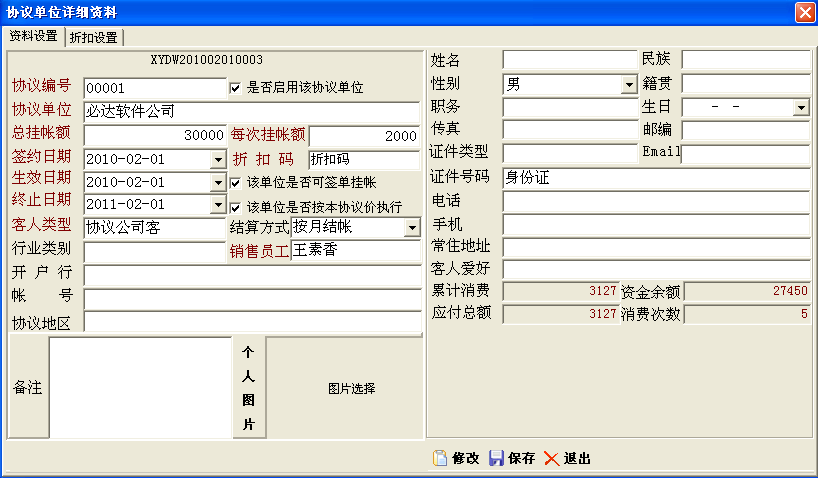 协议单位详细资料
资料设置 折扣设置
XYDW201002010003
协议编号 00001 是否启用该协议单位
协议单位 必达软件公司
总挂帐额 30000 每次挂帐额 2000
签约日期 2010-02-01 折 扣 码 折扣码
生效日期 2010-02-01 该单位是否可签单挂帐
终止日期 2011-02-01 该单位是否按本协议价执行
客人类型 协议公司客 结算方式 按月结帐
行业类别 销售员工 王素香
开 户 行
帐 号
协议地区
备注 个人图片 图片选择
姓名 民族
性别 男 籍贯
职务 生日 - -
传真 邮编
证件类型 Email
证件号码 身份证
电话
手机
常住地址
客人爱好
累计消费 3127 资金余额 27450
应付总额 3127 消费次数 5
修改 保存 退出